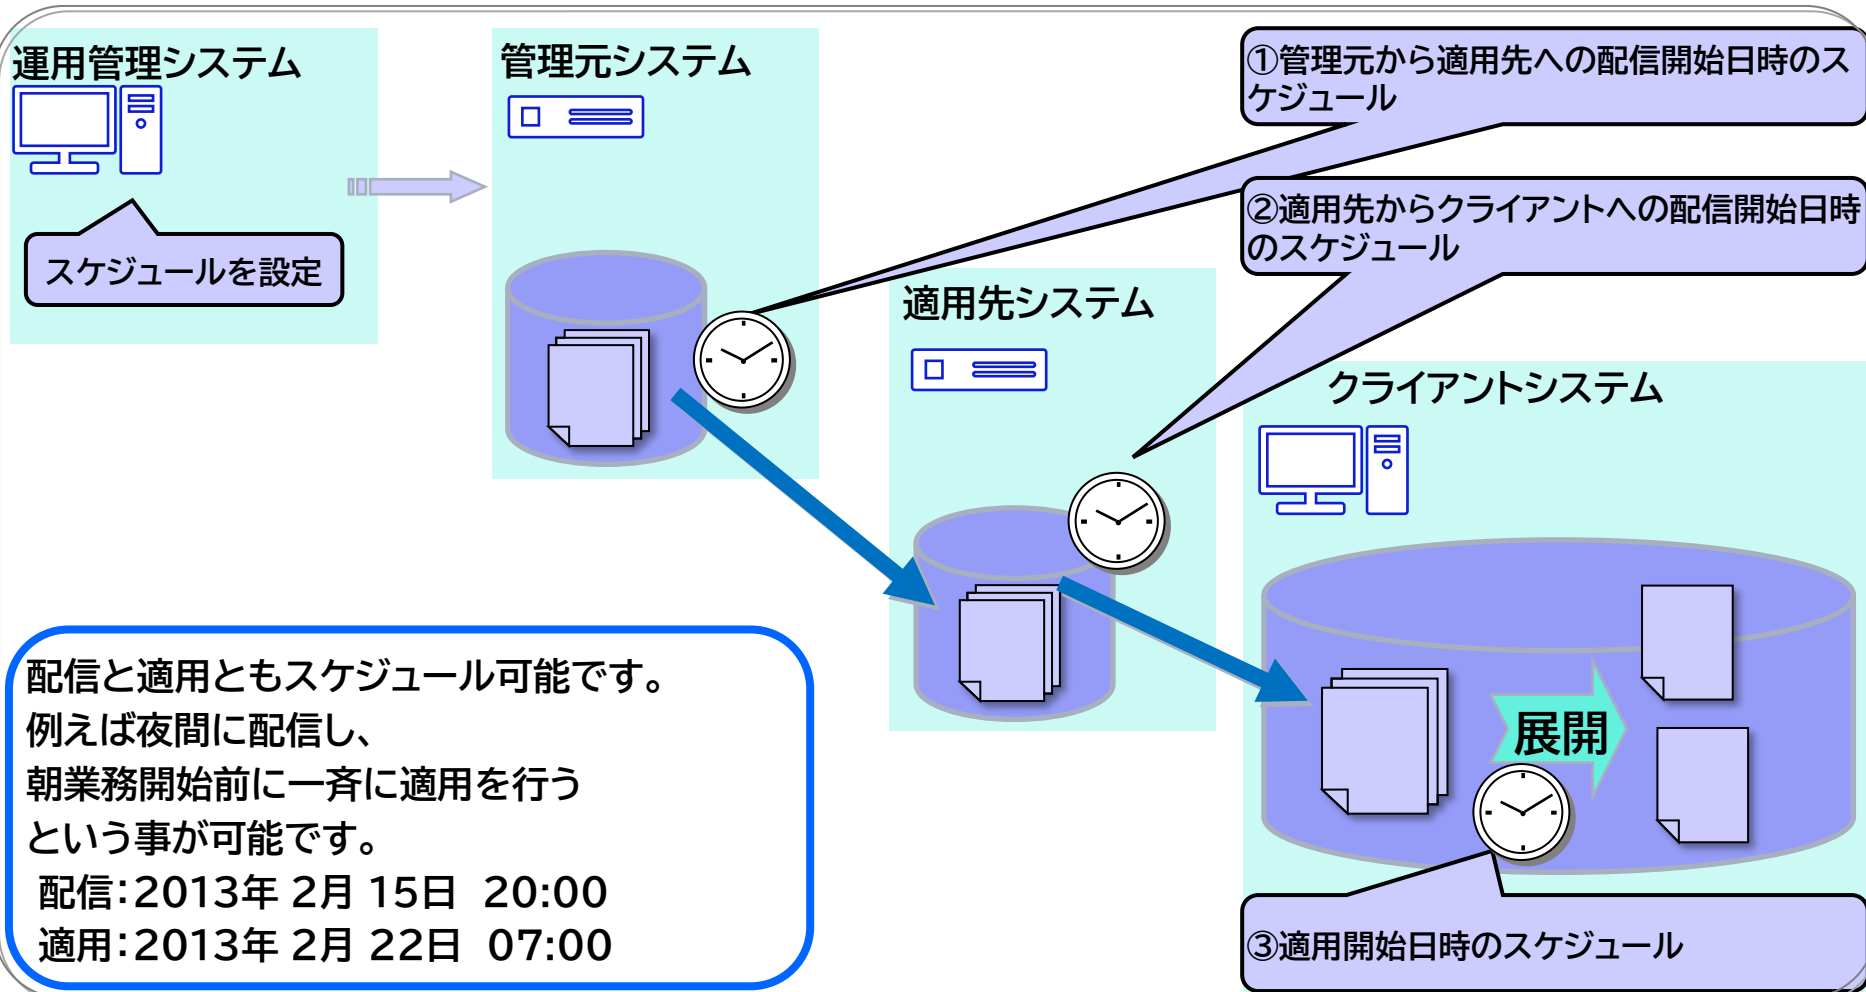 運用管理システム
スケジュールを設定
管理元システム
①管理元から適用先への配信開始日時のス
ケジュール
②適用先からクライアントへの配信開始日時
のスケジュール
適用先システム
クライアントシステム
展開
③適用開始日時のスケジュール
配信と適用ともスケジュール可能です。
例えば夜間に配信し、
朝業務開始前に一斉に適用を行う
という事が可能です。
配信：2013年 2月 15日 20:00
適用：2013年 2月 22日 07:00